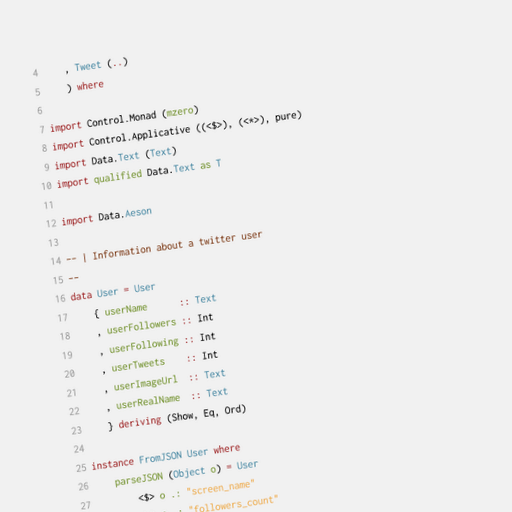 4 , Tweet (..)
5 ) where
6
7 import Control.Monad (mzero)
8 import Control.Applicative ((<$>), (<*>), pure)
9 import Data.Text (Text)
10 import qualified Data.Text as T
11
12 import Data.Aeson
13
14 -- | Information about a twitter user
15 --
16 data User = User
17 { userName :: Text
18 , userFollowers :: Int
19 , userFollowing :: Int
20 , userTweets :: Int
21 , userImageUrl :: Text
22 , userRealName :: Text
23 } deriving (Show, Eq, Ord)
24
25 instance FromJSON User where
26 parseJSON (Object o) = User
27 <$> o .: "screen_name"
"followers_count"